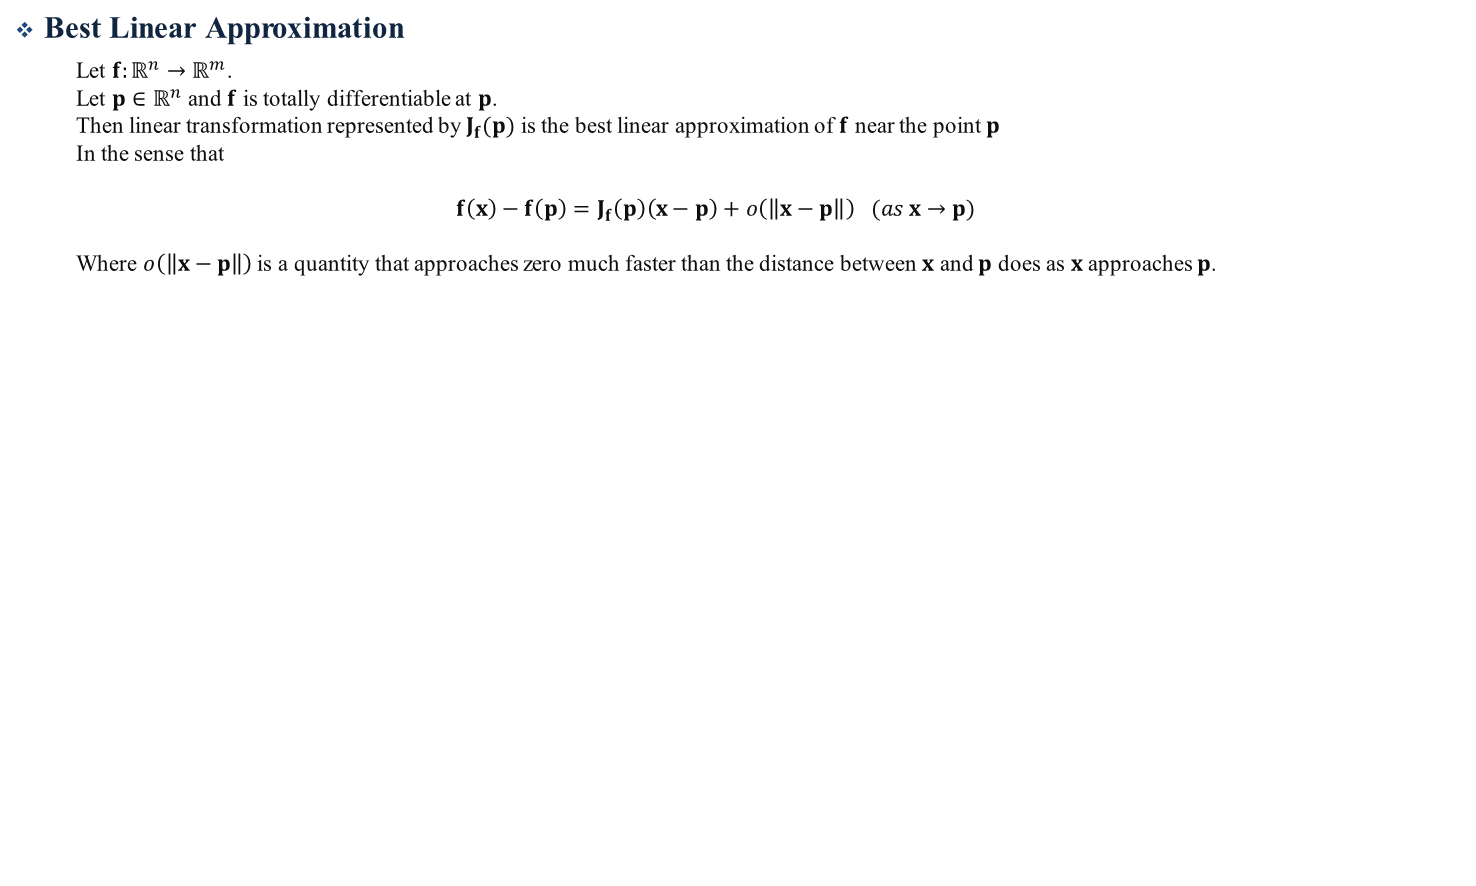 ❖ Best Linear Approximation
Let 𝐟: ℝⁿ → ℝᵐ.
Let 𝐩 ∈ ℝⁿ and 𝐟 is totally differentiable at 𝐩.
Then linear transformation represented by 𝐉_𝐟(𝐩) is the best linear approximation of 𝐟 near the point 𝐩
In the sense that
𝐟(𝐱) − 𝐟(𝐩) = 𝐉_𝐟(𝐩)(𝐱 − 𝐩) + o(‖𝐱 − 𝐩‖) (as 𝐱 → 𝐩)
Where o(‖𝐱 − 𝐩‖) is a quantity that approaches zero much faster than the distance between 𝐱 and 𝐩 does as 𝐱 approaches 𝐩.